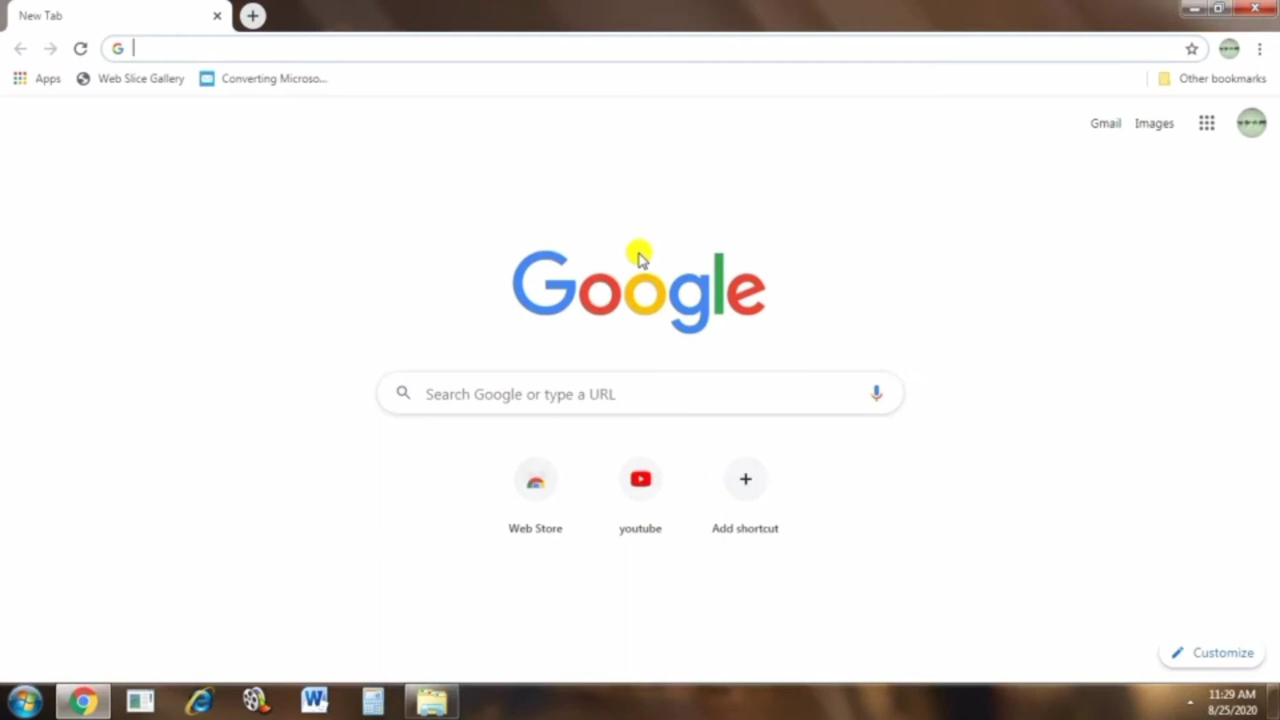 New Tab
Apps
Web Slice Gallery
Converting Microso...
Other bookmarks
Gmail
Images
Google
Search Google or type a URL
Web Store
youtube
Add shortcut
Customize
11:29 AM
8/25/2020